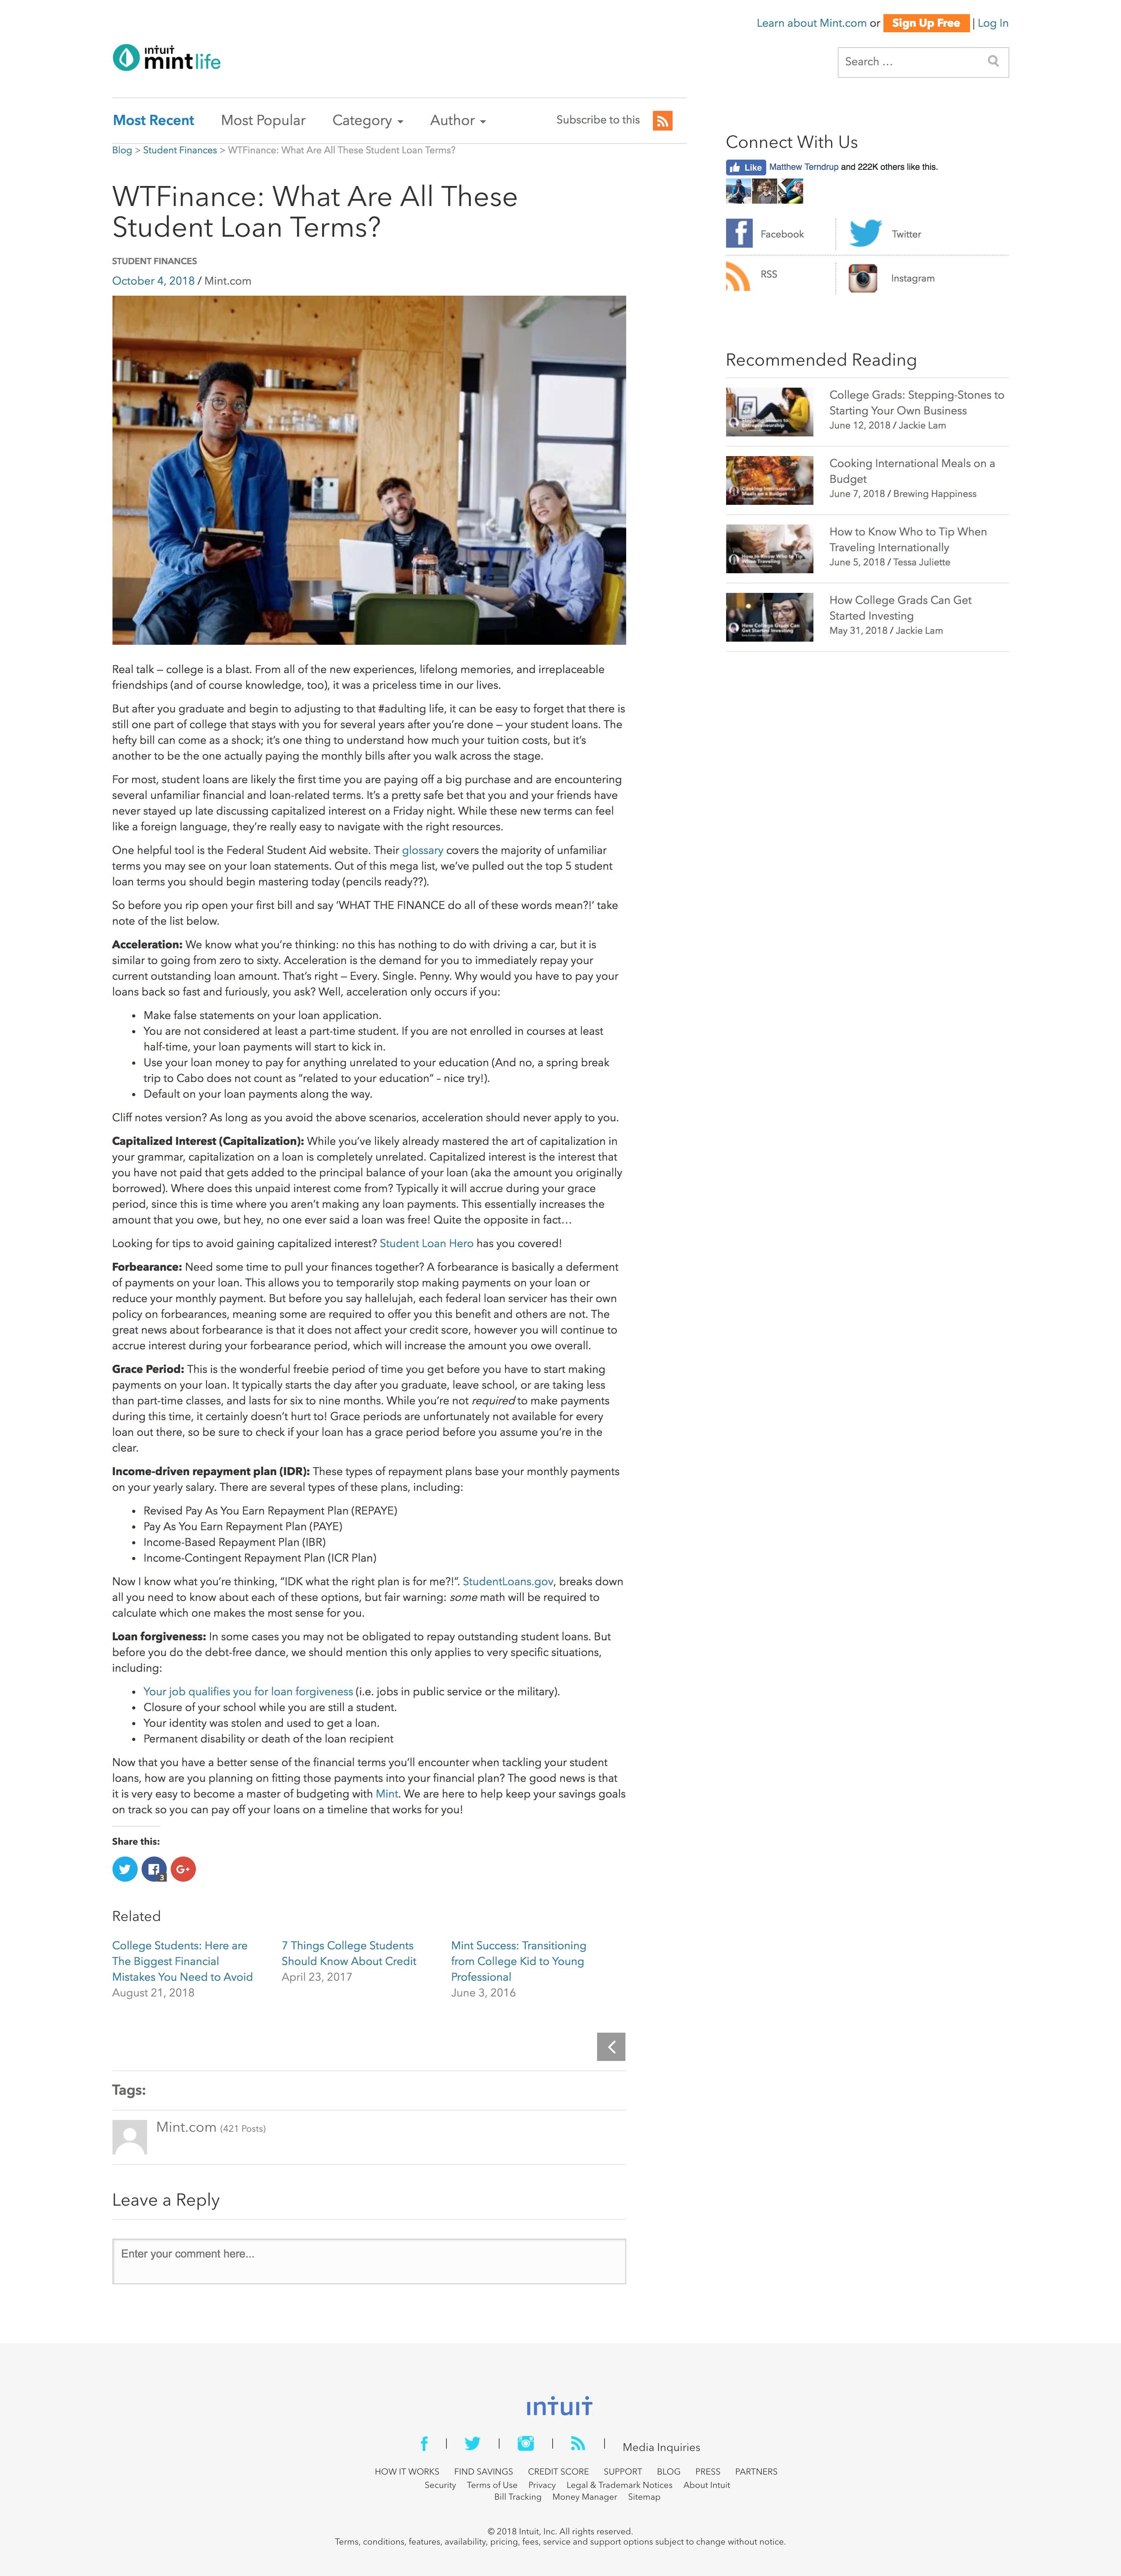 Learn about Mint.com or Sign Up Free | Log In
intuit
mintlife
Search ...
Most Recent Most Popular Category Author Subscribe to this
Blog > Student Finances > WTFinance: What Are All These Student Loan Terms?
WTFinance: What Are All These
Student Loan Terms?
STUDENT FINANCES
October 4, 2018 / Mint.com
Real talk – college is a blast. From all of the new experiences, lifelong memories, and irreplaceable
friendships (and of course knowledge, too), it was a priceless time in our lives.
But after you graduate and begin to adjusting to that #adulting life, it can be easy to forget that there is
still one part of college that stays with you for several years after you're done – your student loans. The
hefty bill can come as a shock; it's one thing to understand how much your tuition costs, but it's
another to be the one actually paying the monthly bills after you walk across the stage.
For most, student loans are likely the first time you are paying off a big purchase and are encountering
several unfamiliar financial and loan-related terms. It's a pretty safe bet that you and your friends have
never stayed up late discussing capitalized interest on a Friday night. While these new terms can feel
like a foreign language, they're really easy to navigate with the right resources.
One helpful tool is the Federal Student Aid website. Their glossary covers the majority of unfamiliar
terms you may see on your loan statements. Out of this mega list, we've pulled out the top 5 student
loan terms you should begin mastering today (pencils ready??).
So before you rip open your first bill and say 'WHAT THE FINANCE do all of these words mean?!' take
note of the list below.
Acceleration: We know what you're thinking: no this has nothing to do with driving a car, but it is
similar to going from zero to sixty. Acceleration is the demand for you to immediately repay your
current outstanding loan amount. That's right – Every. Single. Penny. Why would you have to pay your
loans back so fast and furiously, you ask? Well, acceleration only occurs if you:
• Make false statements on your loan application.
• You are not considered at least a part-time student. If you are not enrolled in courses at least
half-time, your loan payments will start to kick in.
• Use your loan money to pay for anything unrelated to your education (And no, a spring break
trip to Cabo does not count as "related to your education" – nice try!).
• Default on your loan payments along the way.
Cliff notes version? As long as you avoid the above scenarios, acceleration should never apply to you.
Capitalized Interest (Capitalization): While you've likely already mastered the art of capitalization in
your grammar, capitalization on a loan is completely unrelated. Capitalized interest is the interest that
you have not paid that gets added to the principal balance of your loan (aka the amount you originally
borrowed). Where does this unpaid interest come from? Typically it will accrue during your grace
period, since this is time where you aren't making any loan payments. This essentially increases the
amount that you owe, but hey, no one ever said a loan was free! Quite the opposite in fact…
Looking for tips to avoid gaining capitalized interest? Student Loan Hero has you covered!
Forbearance: Need some time to pull your finances together? A forbearance is basically a deferment
of payments on your loan. This allows you to temporarily stop making payments on your loan or
reduce your monthly payment. But before you say hallelujah, each federal loan servicer has their own
policy on forbearances, meaning some are required to offer you this benefit and others are not. The
great news about forbearance is that it does not affect your credit score, however you will continue to
accrue interest during your forbearance period, which will increase the amount you owe overall.
Grace Period: This is the wonderful freebie period of time you get before you have to start making
payments on your loan. It typically starts the day after you graduate, leave school, or are taking less
than part-time classes, and lasts for six to nine months. While you're not required to make payments
during this time, it certainly doesn't hurt to! Grace periods are unfortunately not available for every
loan out there, so be sure to check if your loan has a grace period before you assume you're in the
clear.
Income-driven repayment plan (IDR): These types of repayment plans base your monthly payments
on your yearly salary. There are several types of these plans, including:
• Revised Pay As You Earn Repayment Plan (REPAYE)
• Pay As You Earn Repayment Plan (PAYE)
• Income-Based Repayment Plan (IBR)
• Income-Contingent Repayment Plan (ICR Plan)
Now I know what you're thinking, "IDK what the right plan is for me?!". StudentLoans.gov, breaks down
all you need to know about each of these options, but fair warning: some math will be required to
calculate which one makes the most sense for you.
Loan forgiveness: In some cases you may not be obligated to repay outstanding student loans. But
before you do the debt-free dance, we should mention this only applies to very specific situations,
including:
• Your job qualifies you for loan forgiveness (i.e. jobs in public service or the military).
• Closure of your school while you are still a student.
• Your identity was stolen and used to get a loan.
• Permanent disability or death of the loan recipient
Now that you have a better sense of the financial terms you'll encounter when tackling your student
loans, how are you planning on fitting those payments into your financial plan? The good news is that
it is very easy to become a master of budgeting with Mint. We are here to help keep your savings goals
on track so you can pay off your loans on a timeline that works for you!
Share this:
3
Related
College Students: Here are
The Biggest Financial
Mistakes You Need to Avoid
August 21, 2018
7 Things College Students
Should Know About Credit
April 23, 2017
Mint Success: Transitioning
from College Kid to Young
Professional
June 3, 2016
Tags:
Mint.com (421 Posts)
Leave a Reply
Enter your comment here...
Connect With Us
Like Matthew Terndrup and 222K others like this.
Facebook
Twitter
RSS
Instagram
Recommended Reading
College Grads: Stepping-Stones to
Starting Your Own Business
June 12, 2018 / Jackie Lam
Cooking International
Meals on a Budget
Cooking International Meals on a
Budget
June 7, 2018 / Brewing Happiness
How to Know Who to Tip When
Traveling Internationally
June 5, 2018 / Tessa Juliette
How College Grads Can
Get Started Investing
How College Grads Can Get
Started Investing
May 31, 2018 / Jackie Lam
intuit
Media Inquiries
HOW IT WORKS FIND SAVINGS CREDIT SCORE SUPPORT BLOG PRESS PARTNERS
Security Terms of Use Privacy Legal & Trademark Notices About Intuit
Bill Tracking Money Manager Sitemap
© 2018 Intuit, Inc. All rights reserved.
Terms, conditions, features, availability, pricing, fees, service and support options subject to change without notice.